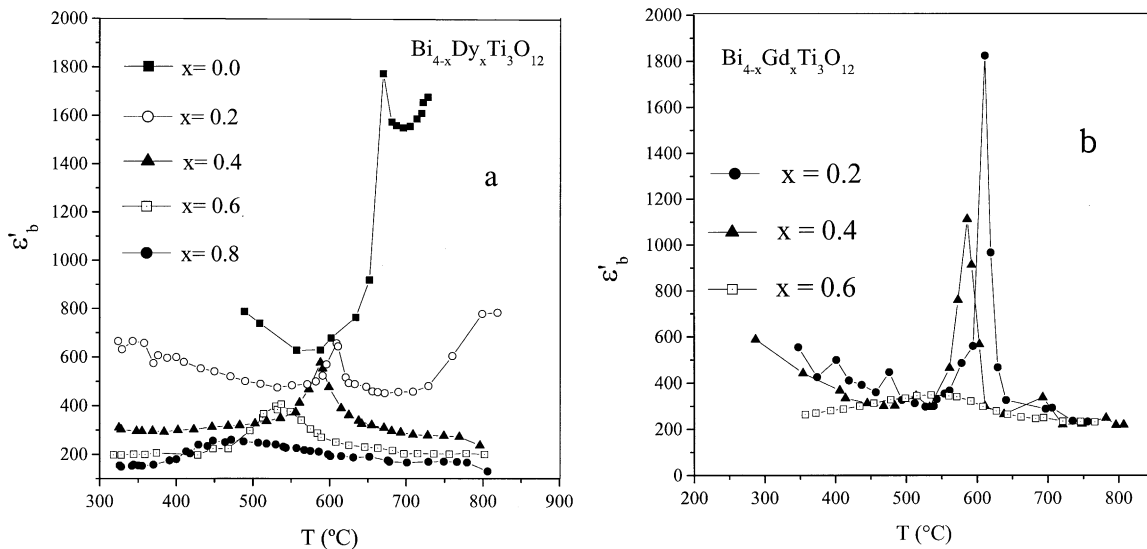 2000
1800
1600
1400
1200
1000
800
600
400
200
300 400 500 600 700 800 900
T (ºC)
ε'b
Bi4-xDyxTi3O12
x= 0.0
x= 0.2
x= 0.4
x= 0.6
x= 0.8
a
2000
1800
1600
1400
1200
1000
800
600
400
200
0
200 300 400 500 600 700 800
T (°C)
ε'b
Bi4-xGdxTi3O12
x = 0.2
x = 0.4
x = 0.6
b